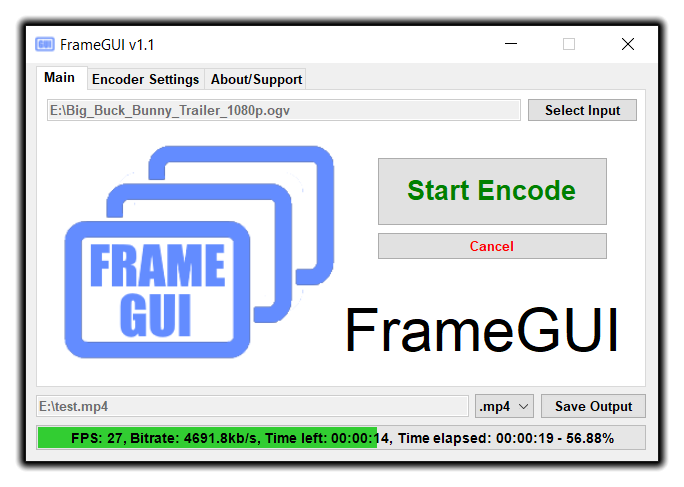 GUI FrameGUI v1.1
Main Encoder Settings About/Support
E:\Big_Buck_Bunny_Trailer_1080p.ogv Select Input
Start Encode
Cancel
FRAME
GUI
FrameGUI
E:\test.mp4 .mp4 Save Output
FPS: 27, Bitrate: 4691.8kb/s, Time left: 00:00:14, Time elapsed: 00:00:19 - 56.88%